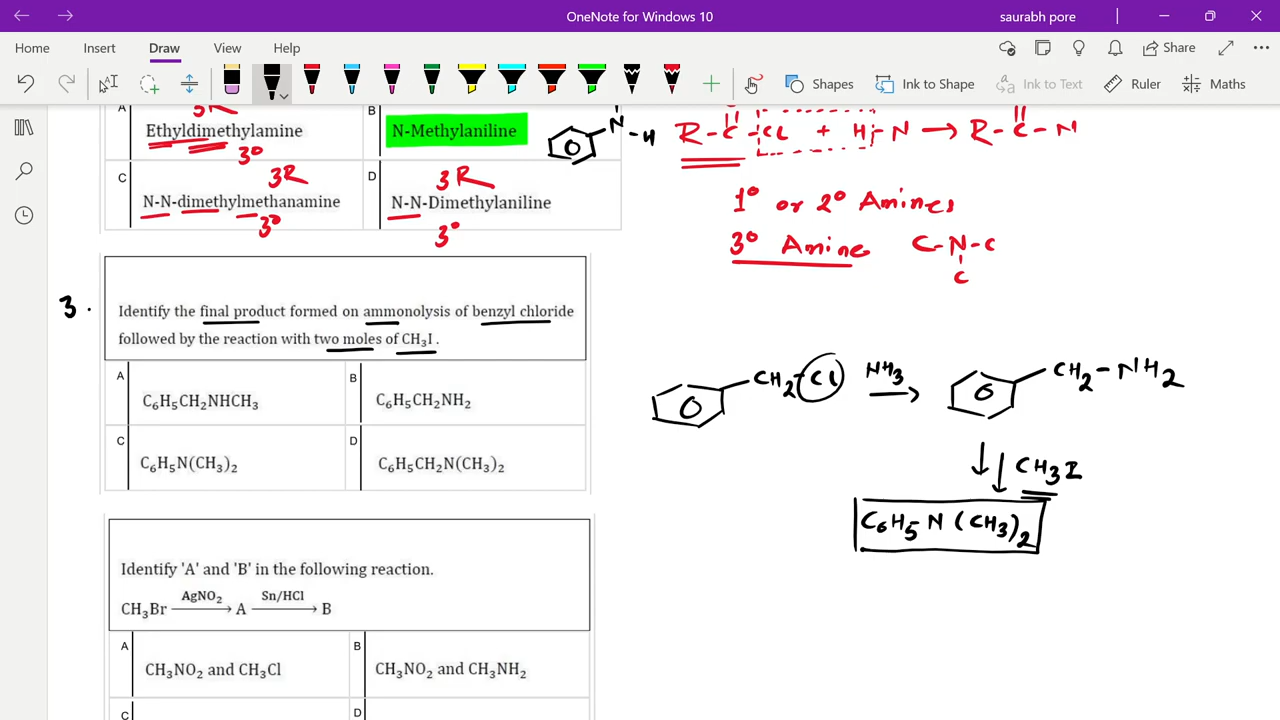 OneNote for Windows 10
saurabh pore
Home Insert Draw View Help
Share
Shapes Ink to Shape Ink to Text Ruler Maths
A
Ethyldimethylamine
3°
B
N-Methylaniline
N-H
C
3R
N-N-dimethylmethanamine
3°
D
3R
N-N-Dimethylaniline
3°
R-C-Cl + H-N → R-C-N
1° or 2° Amines
3° Amine C-N-C
C
3.
Identify the final product formed on ammonolysis of benzyl chloride
followed by the reaction with two moles of CH₃I .
A
C₆H₅CH₂NHCH₃
B
C₆H₅CH₂NH₂
C
C₆H₅N(CH₃)₂
D
C₆H₅CH₂N(CH₃)₂
CH₂-Cl NH₃ → CH₂-NH₂
↓↓ CH₃I
C₆H₅N(CH₃)₂
Identify 'A' and 'B' in the following reaction.
CH₃Br AgNO₂→ A Sn/HCl→ B
A
CH₃NO₂ and CH₃Cl
B
CH₃NO₂ and CH₃NH₂
C
D